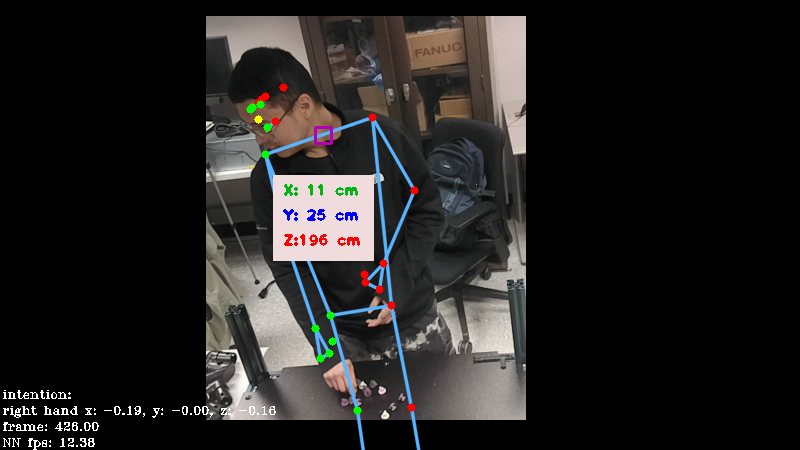 FANUC
X: 11 cm
Y: 25 cm
Z:196 cm
intention:
right hand x: -0.19, y: -0.00, z: -0.16
frame: 426.00
NN fps: 12.38